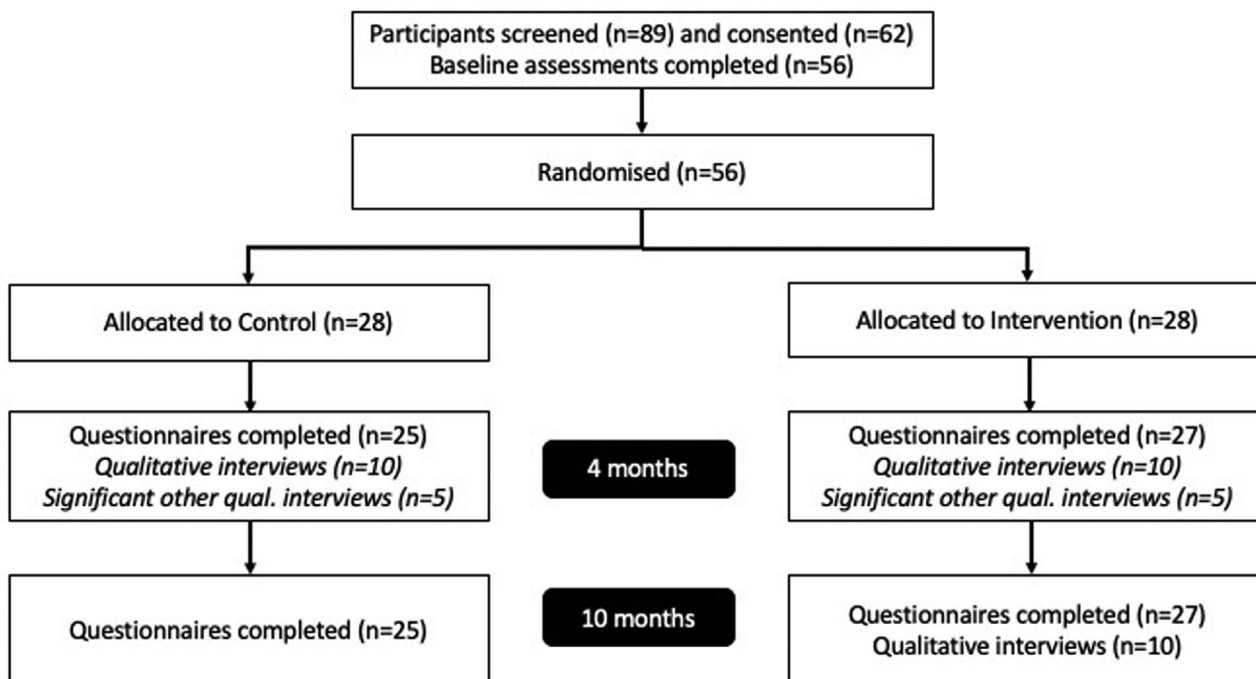 Participants screened (n=89) and consented (n=62)
Baseline assessments completed (n=56)
Randomised (n=56)
Allocated to Control (n=28)
Allocated to Intervention (n=28)
Questionnaires completed (n=25)
Qualitative interviews (n=10)
Significant other qual. interviews (n=5)
4 months
Questionnaires completed (n=27)
Qualitative interviews (n=10)
Significant other qual. interviews (n=5)
Questionnaires completed (n=25)
10 months
Questionnaires completed (n=27)
Qualitative interviews (n=10)